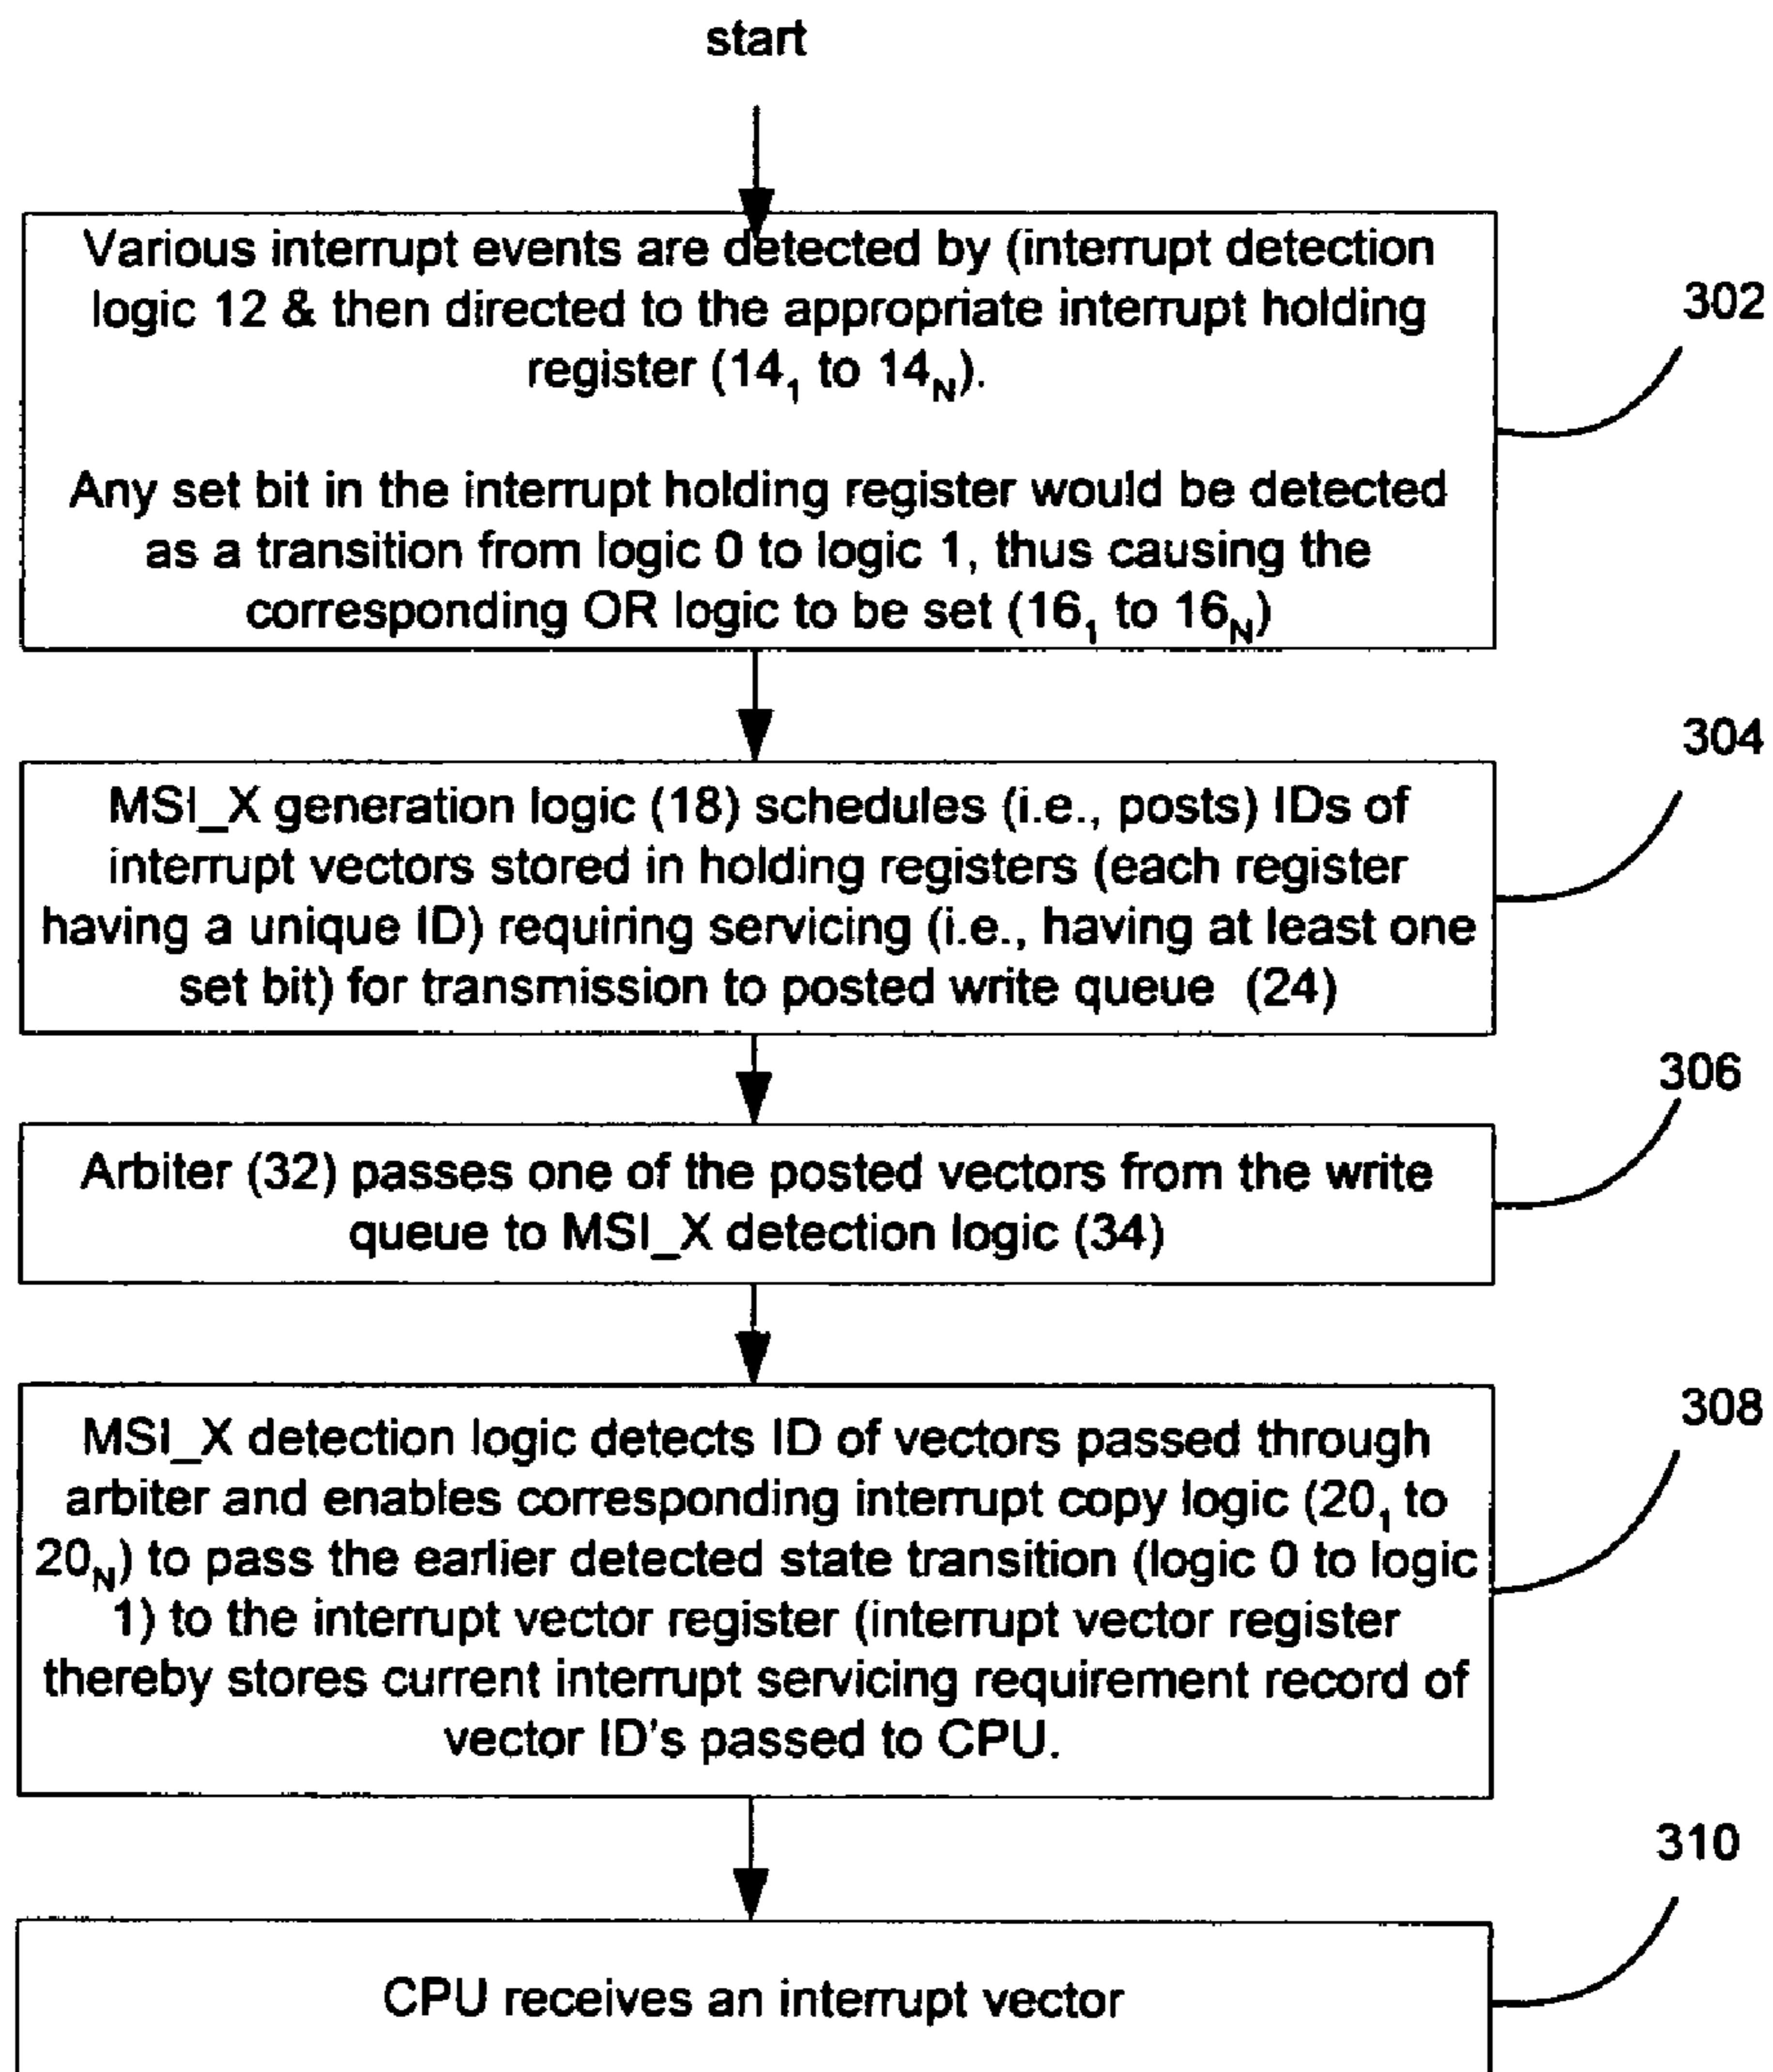 start
Various interrupt events are detected by (interrupt detection
logic 12 & then directed to the appropriate interrupt holding
register (14₁ to 14_N).
302
Any set bit in the interrupt holding register would be detected
as a transition from logic 0 to logic 1, thus causing the
corresponding OR logic to be set (16₁ to 16_N)
304
MSI_X generation logic (18) schedules (i.e., posts) IDs of
interrupt vectors stored in holding registers (each register
having a unique ID) requiring servicing (i.e., having at least one
set bit) for transmission to posted write queue (24)
306
Arbiter (32) passes one of the posted vectors from the write
queue to MSI_X detection logic (34)
308
MSI_X detection logic detects ID of vectors passed through
arbiter and enables corresponding interrupt copy logic (20₁ to
20_N) to pass the earlier detected state transition (logic 0 to logic
1) to the interrupt vector register (interrupt vector register
thereby stores current interrupt servicing requirement record of
vector ID's passed to CPU.
310
CPU receives an interrupt vector